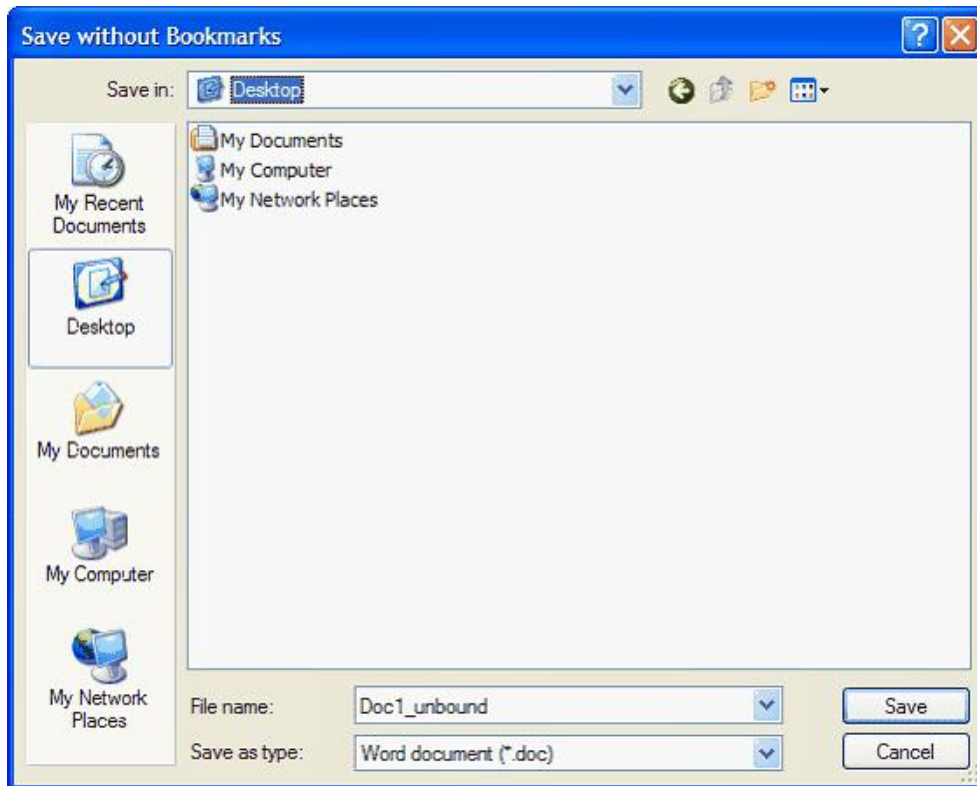 Save without Bookmarks
Save in: Desktop
My Documents
My Computer
My Network Places
My Recent
Documents
Desktop
My Documents
My Computer
My Network
Places
File name: Doc1_unbound Save
Save as type: Word document (*.doc) Cancel